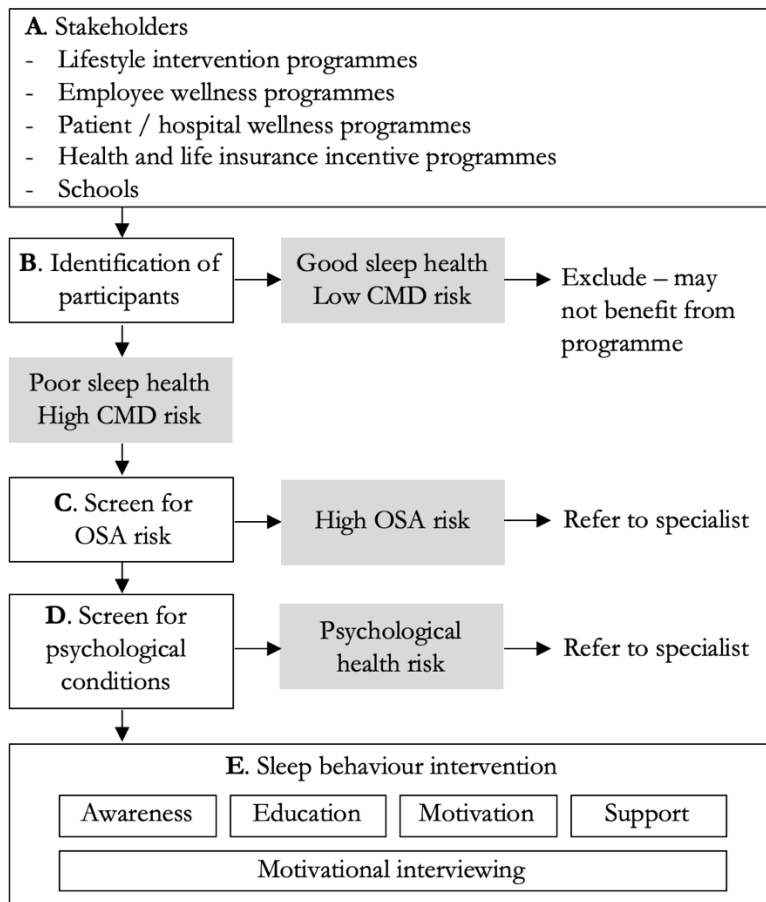 A. Stakeholders
- Lifestyle intervention programmes
- Employee wellness programmes
- Patient / hospital wellness programmes
- Health and life insurance incentive programmes
- Schools
B. Identification of
participants
Good sleep health
Low CMD risk
Exclude – may
not benefit from
programme
Poor sleep health
High CMD risk
C. Screen for
OSA risk
High OSA risk
Refer to specialist
D. Screen for
psychological
conditions
Psychological
health risk
Refer to specialist
E. Sleep behaviour intervention
Awareness
Education
Motivation
Support
Motivational interviewing